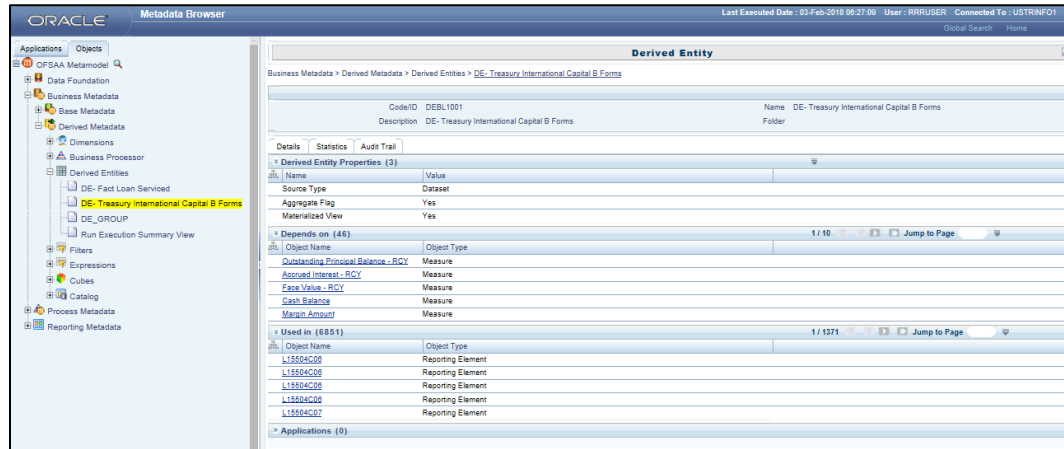 ORACLE Metadata Browser Last Executed Date : 03-Feb-2018 06:27:09 User : RRRUSER Connected To : USTRINFO1
Global Search Home
Applications Objects
OFSAA Metamodel
Data Foundation
Business Metadata
Base Metadata
Derived Metadata
Dimensions
Business Processor
Derived Entities
DE- Fact Loan Serviced
DE- Treasury International Capital B Forms
DE_GROUP
Run Execution Summary View
Filters
Expressions
Cubes
Catalog
Process Metadata
Reporting Metadata
Derived Entity
Business Metadata > Derived Metadata > Derived Entities > DE- Treasury International Capital B Forms
Code/ID DEBL1001 Name DE- Treasury International Capital B Forms
Description DE- Treasury International Capital B Forms Folder
Details Statistics Audit Trail
Derived Entity Properties (3)
Name Value
Source Type Dataset
Aggregate Flag Yes
Materialized View Yes
Depends on (46) 1 / 10 Jump to Page
Object Name Object Type
Outstanding Principal Balance - RCY Measure
Accrued Interest - RCY Measure
Face Value - RCY Measure
Cash Balance Measure
Margin Amount Measure
Used in (6851) 1 / 1371 Jump to Page
Object Name Object Type
L15504C06 Reporting Element
L15504C06 Reporting Element
L15504C06 Reporting Element
L15504C06 Reporting Element
L15504C07 Reporting Element
Applications (0)